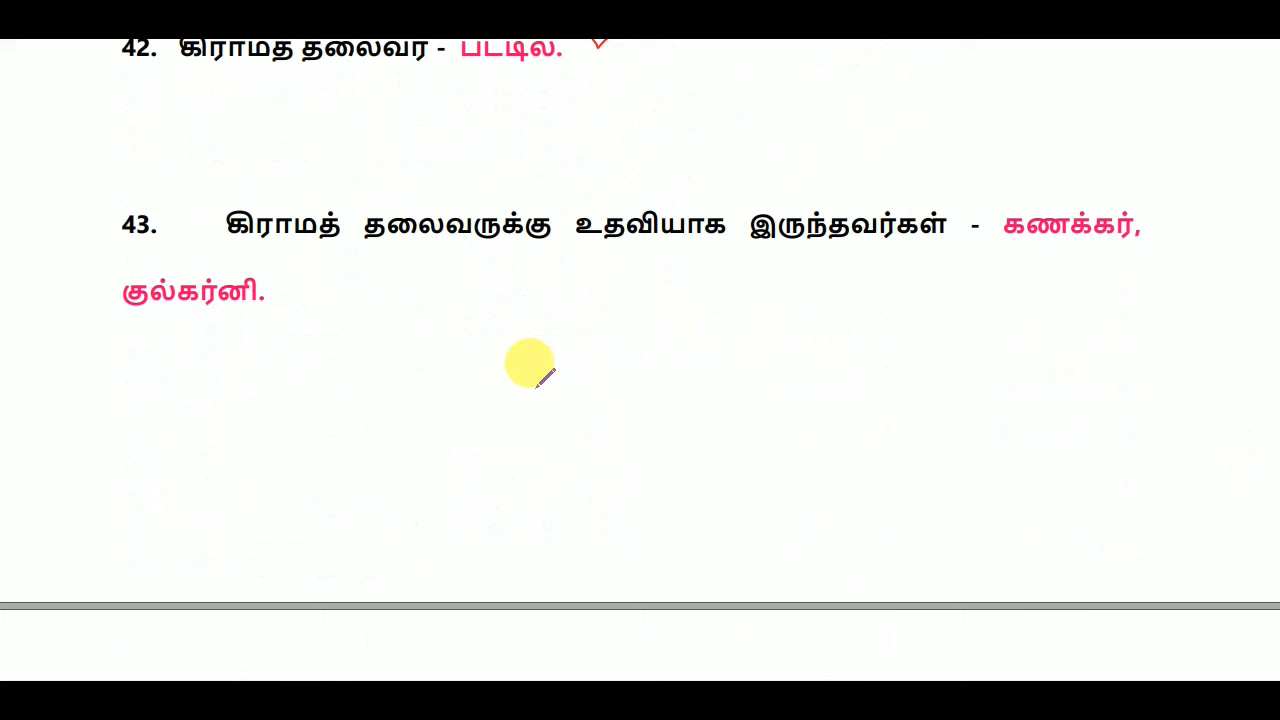 42. கிராமத் தலைவர் - பட்டில்.
43. கிராமத் தலைவருக்கு உதவியாக இருந்தவர்கள் - கணக்கர்,
குல்கர்னி.